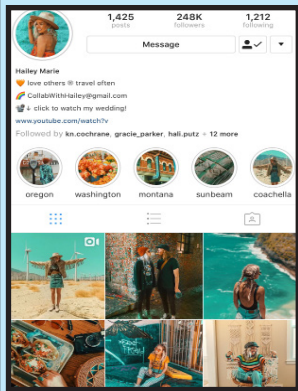 1,425 248K 1,212
posts followers following
Message
Hailey Marie
🧡 love others ✵ travel often
🌈 CollabWithHailey@gmail.com
📽↓ click to watch my wedding!
www.youtube.com/watch?v
Followed by kn.cochrane, gracie_parker, hali.putz + 12 more
oregon washington montana sunbeam coachella